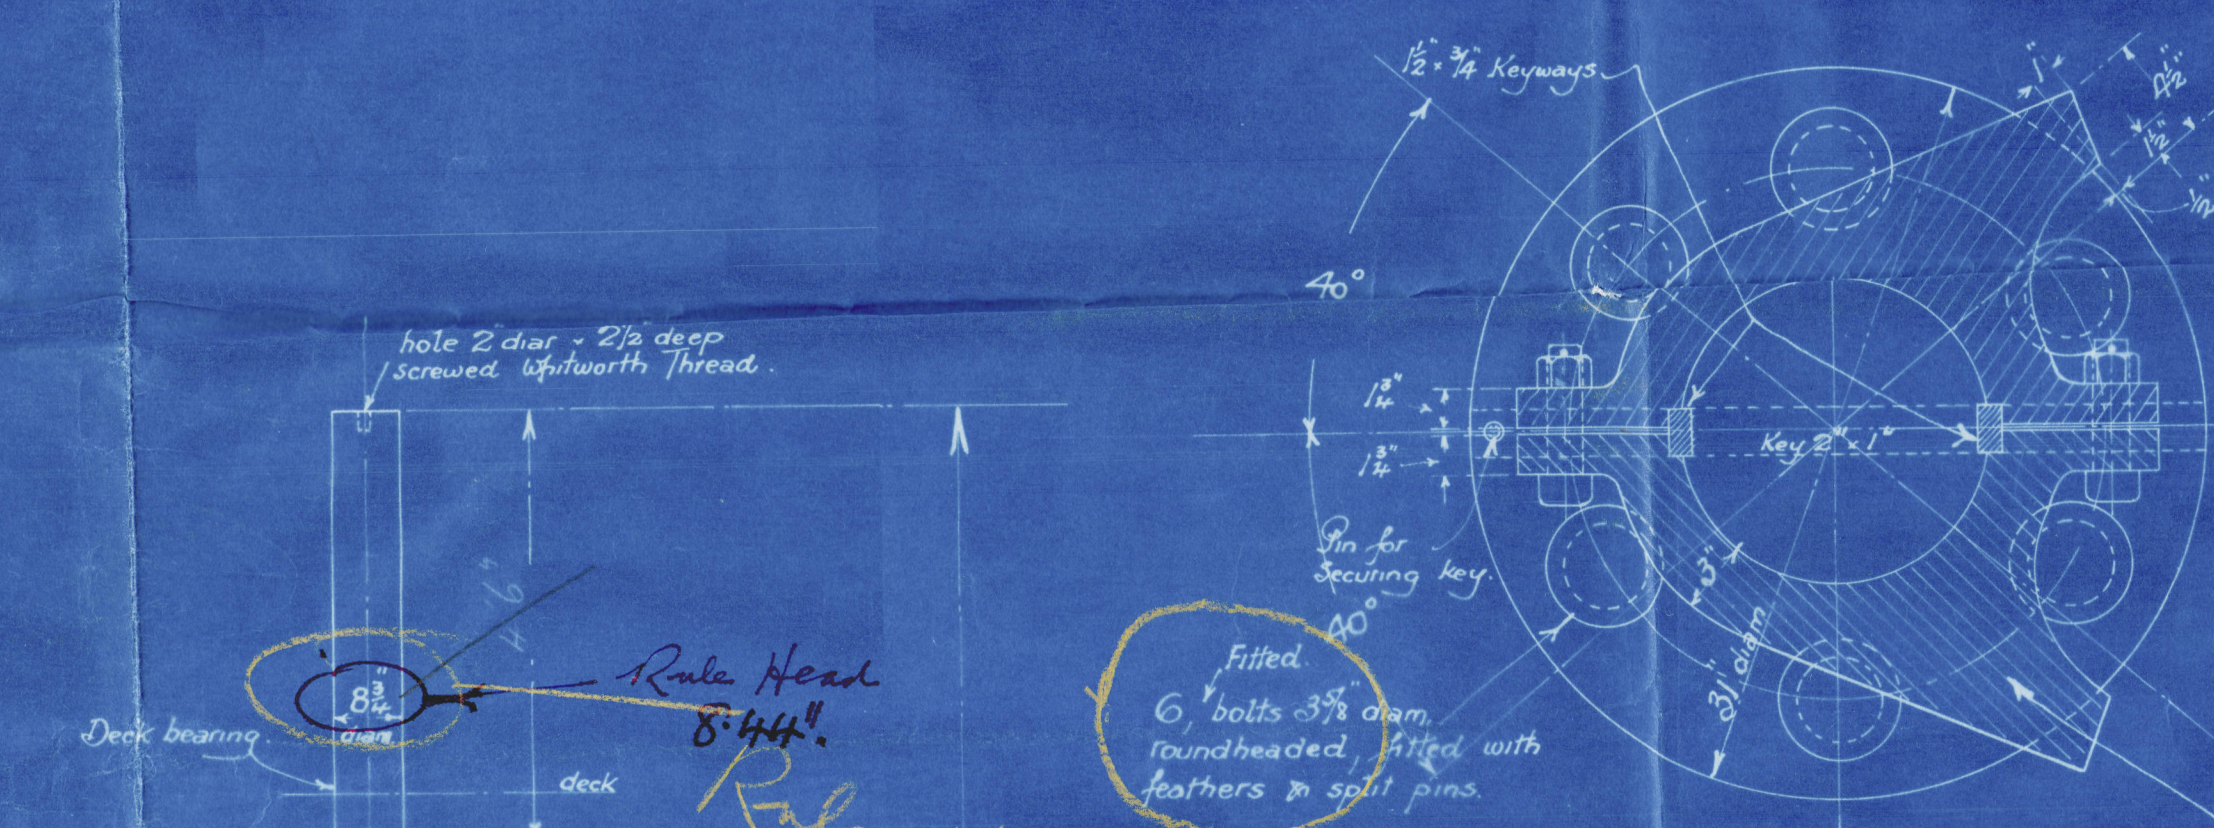 1½" × ¾" Keyways
1"
4½"
1½"
½"
40°
hole 2" diar × 2½" deep
screwed Whitworth Thread.
1¾"
1¾"
Key 2" × 1"
Pin for
securing key.
4'6"
40°
3"
31" diam
Rule Head
8.44"
8¾"
diam
Deck bearing.
deck
Rul
Fitted.
6, bolts 3⅝" diam.
roundheaded, fitted with
feathers & split pins.